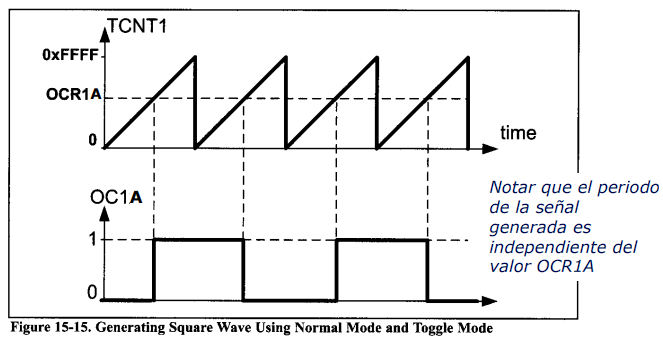 TCNT1
0xFFFF
OCR1A
0
time
OC1A
1
0
Notar que el periodo
de la señal
generada es
independiente del
valor OCR1A
Figure 15-15. Generating Square Wave Using Normal Mode and Toggle Mode